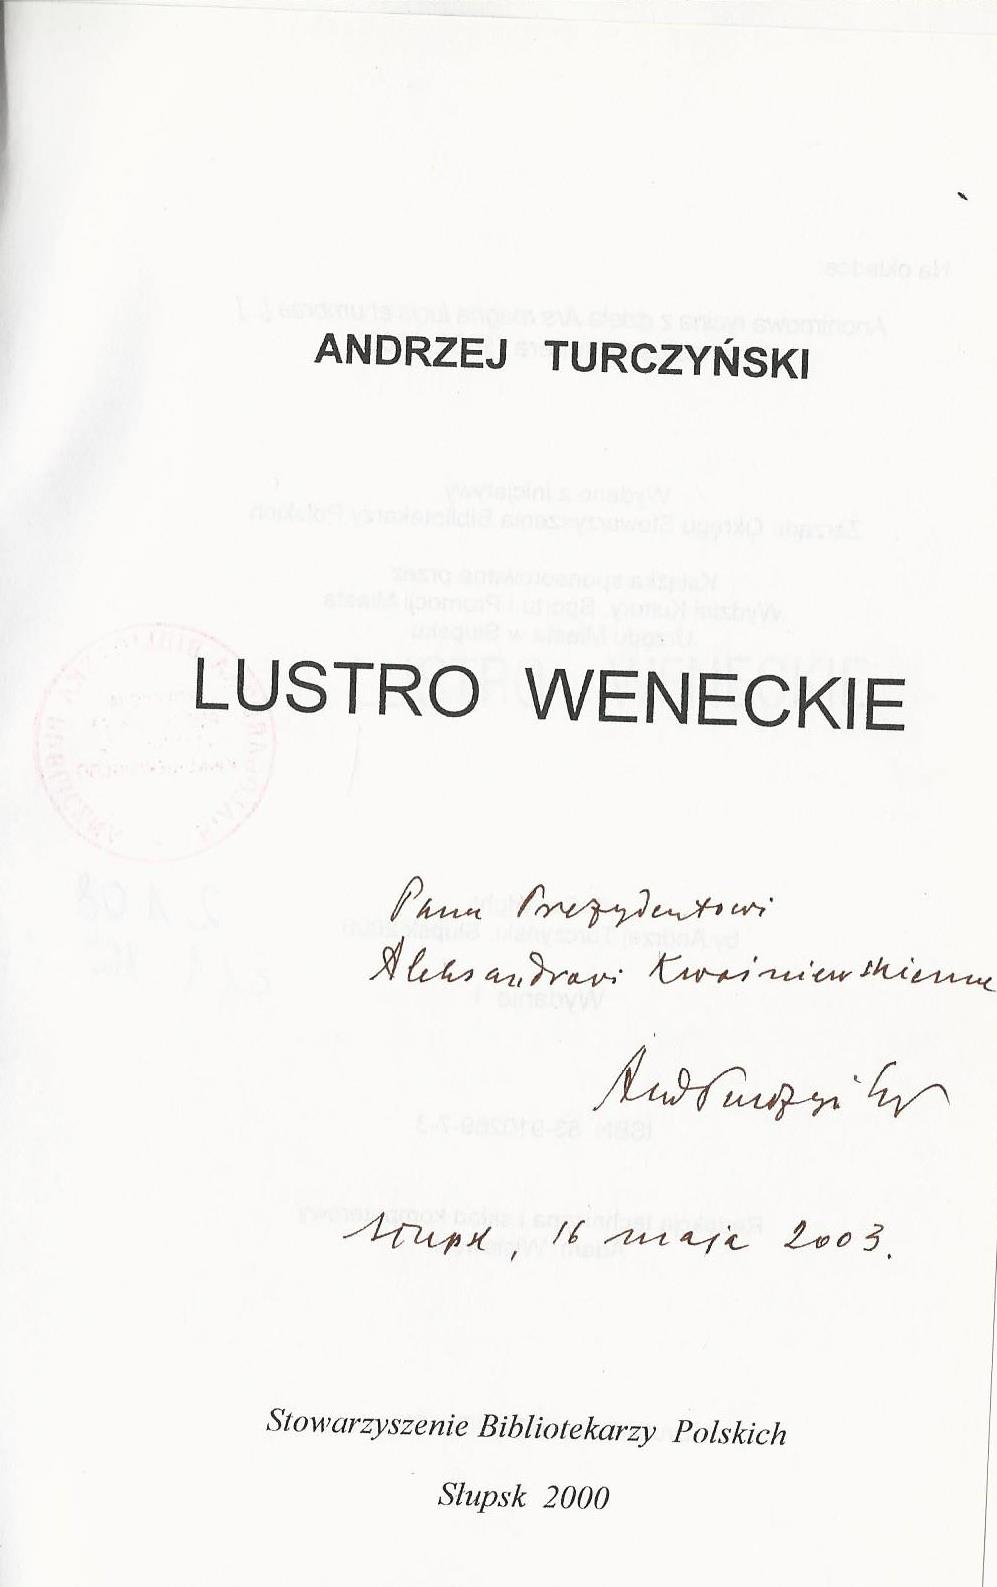 ANDRZEJ TURCZYŃSKI
LUSTRO WENECKIE
Panu Prezydentowi
Aleksandrowi Kwaśniewskiemu
Słupsk, 16 maja 2003.
Stowarzyszenie Bibliotekarzy Polskich
Słupsk 2000